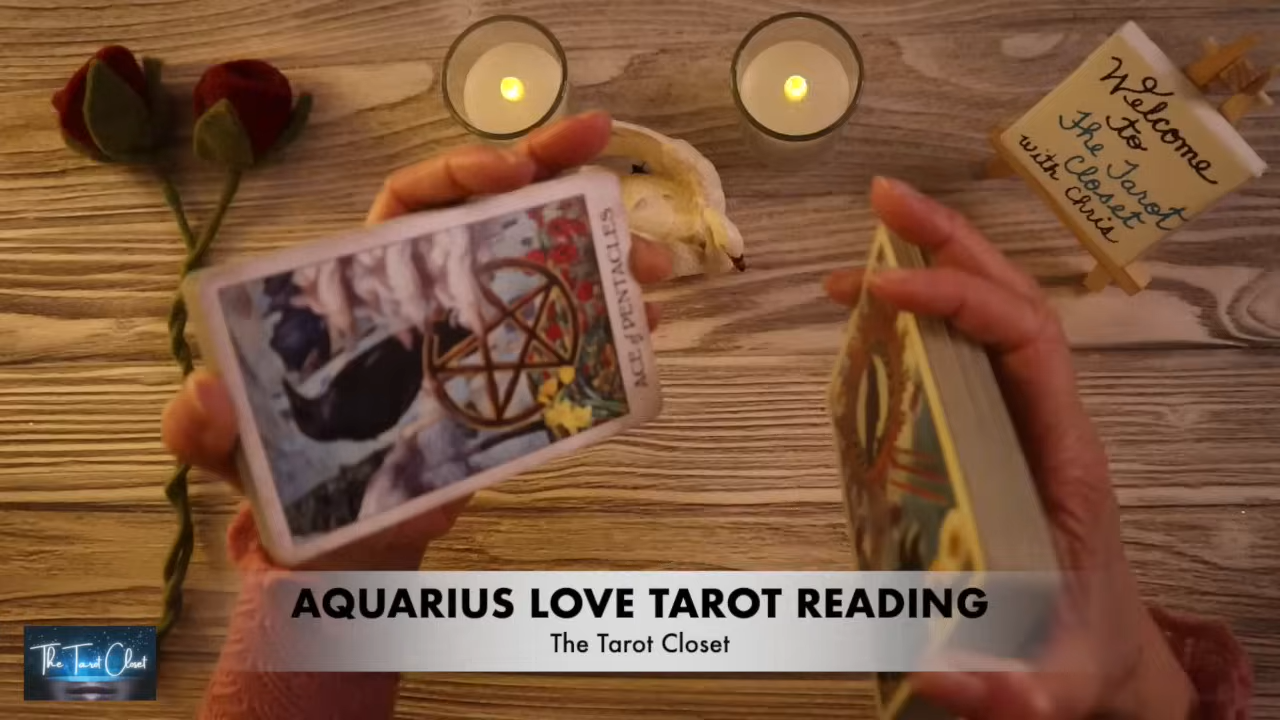 Welcome
to
The Tarot
Closet
with Chris
ACE of PENTACLES
AQUARIUS LOVE TAROT READING
The Tarot Closet
The Tarot Closet